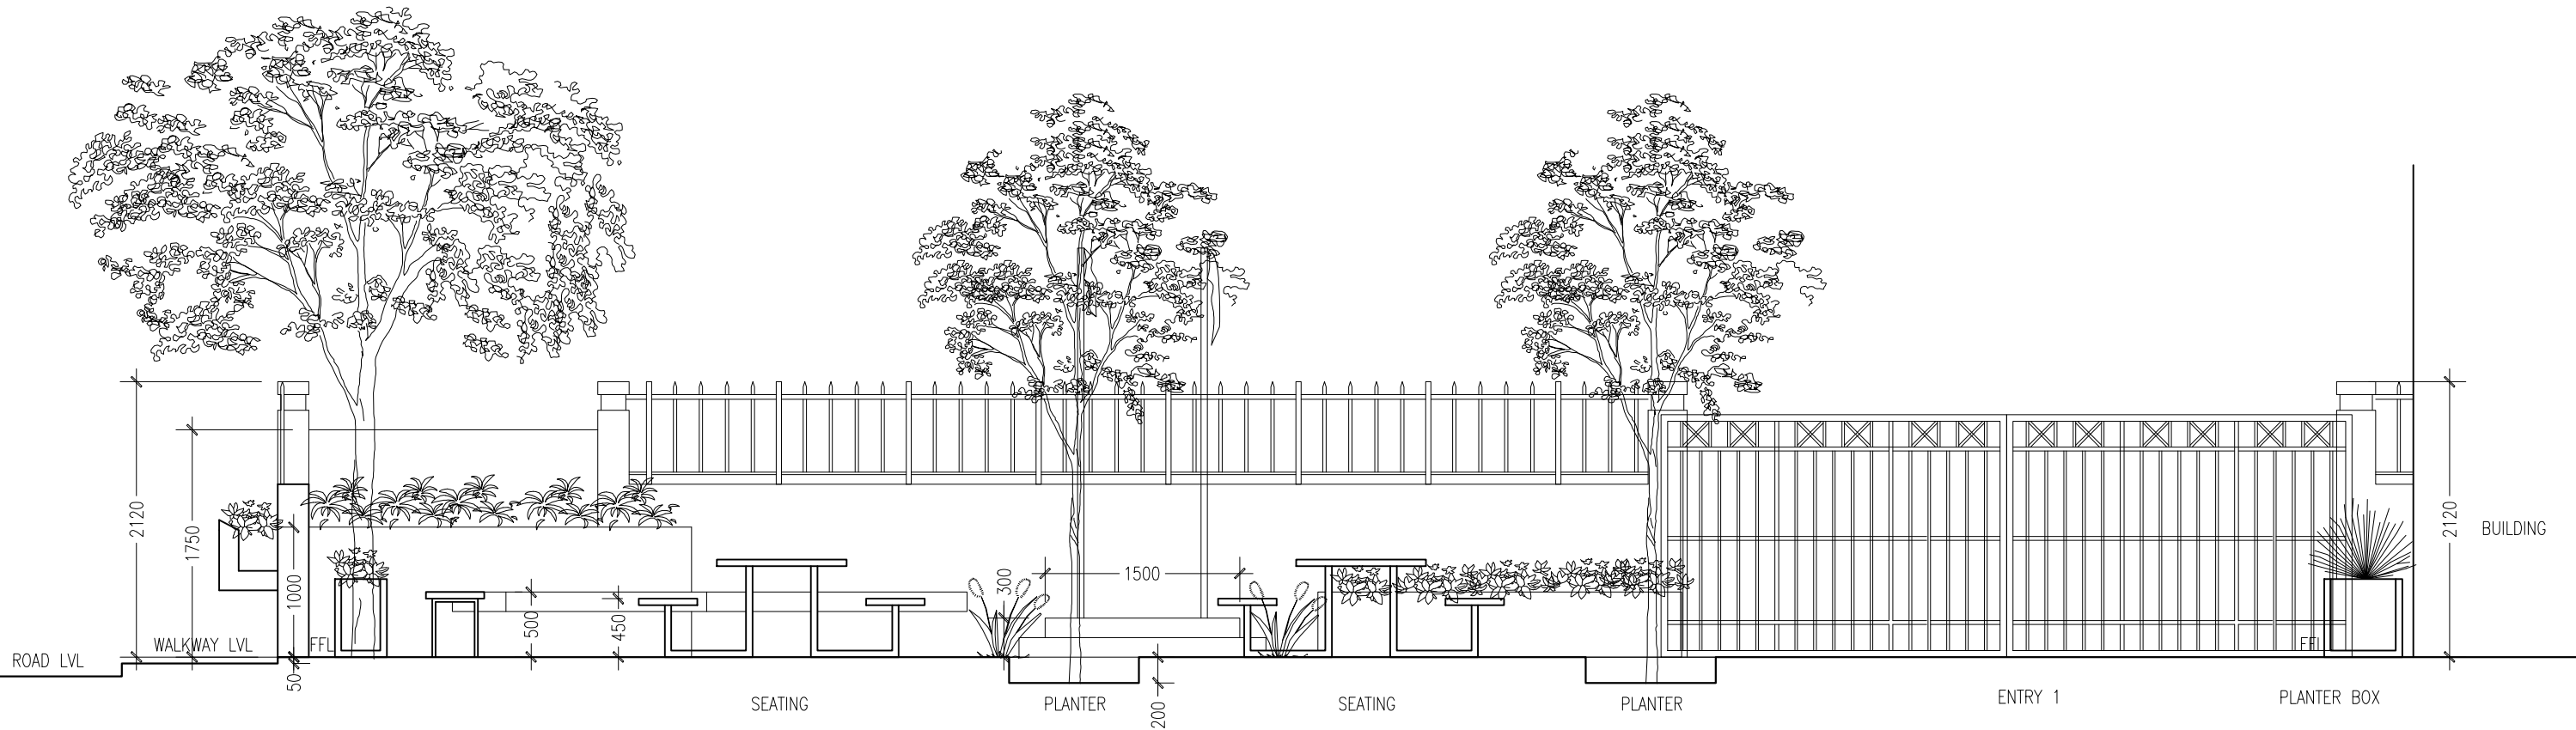 2120
1750
1000
500
450
300
1500
2120
BUILDING
ROAD LVL
WALKWAY LVL
FFL
FFL
50
200
SEATING
PLANTER
SEATING
PLANTER
ENTRY 1
PLANTER BOX